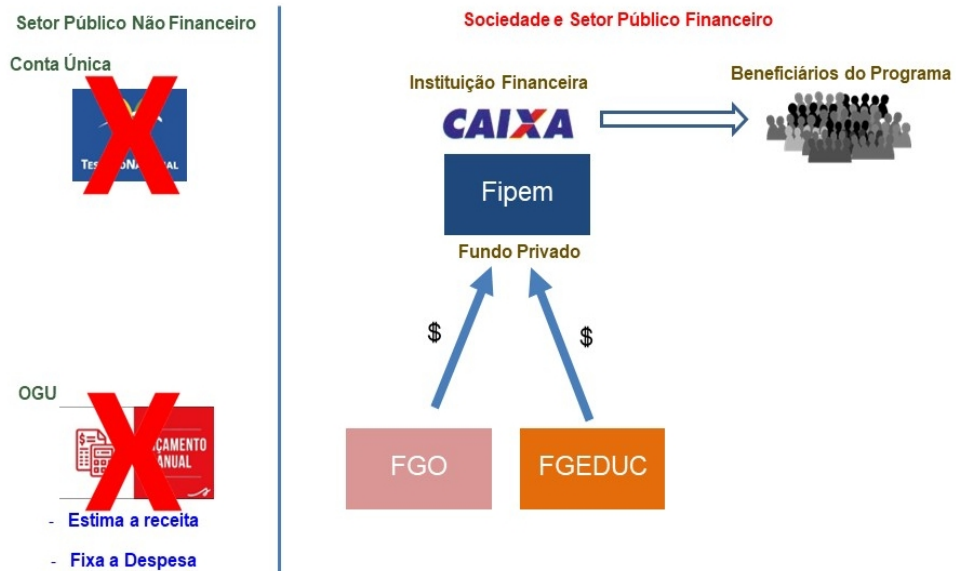 Setor Público Não Financeiro
Conta Única
OGU
- Estima a receita
- Fixa a Despesa
Sociedade e Setor Público Financeiro
Instituição Financeira
CAIXA
Fipem
Fundo Privado
$
$
FGO
FGEDUC
Beneficiários do Programa